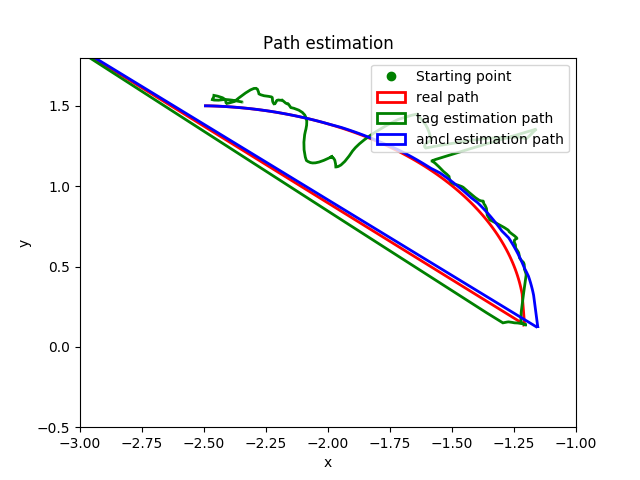 Path estimation
Starting point
real path
tag estimation path
amcl estimation path
y
1.5
1.0
0.5
0.0
−0.5
−3.00 −2.75 −2.50 −2.25 −2.00 −1.75 −1.50 −1.25 −1.00
x